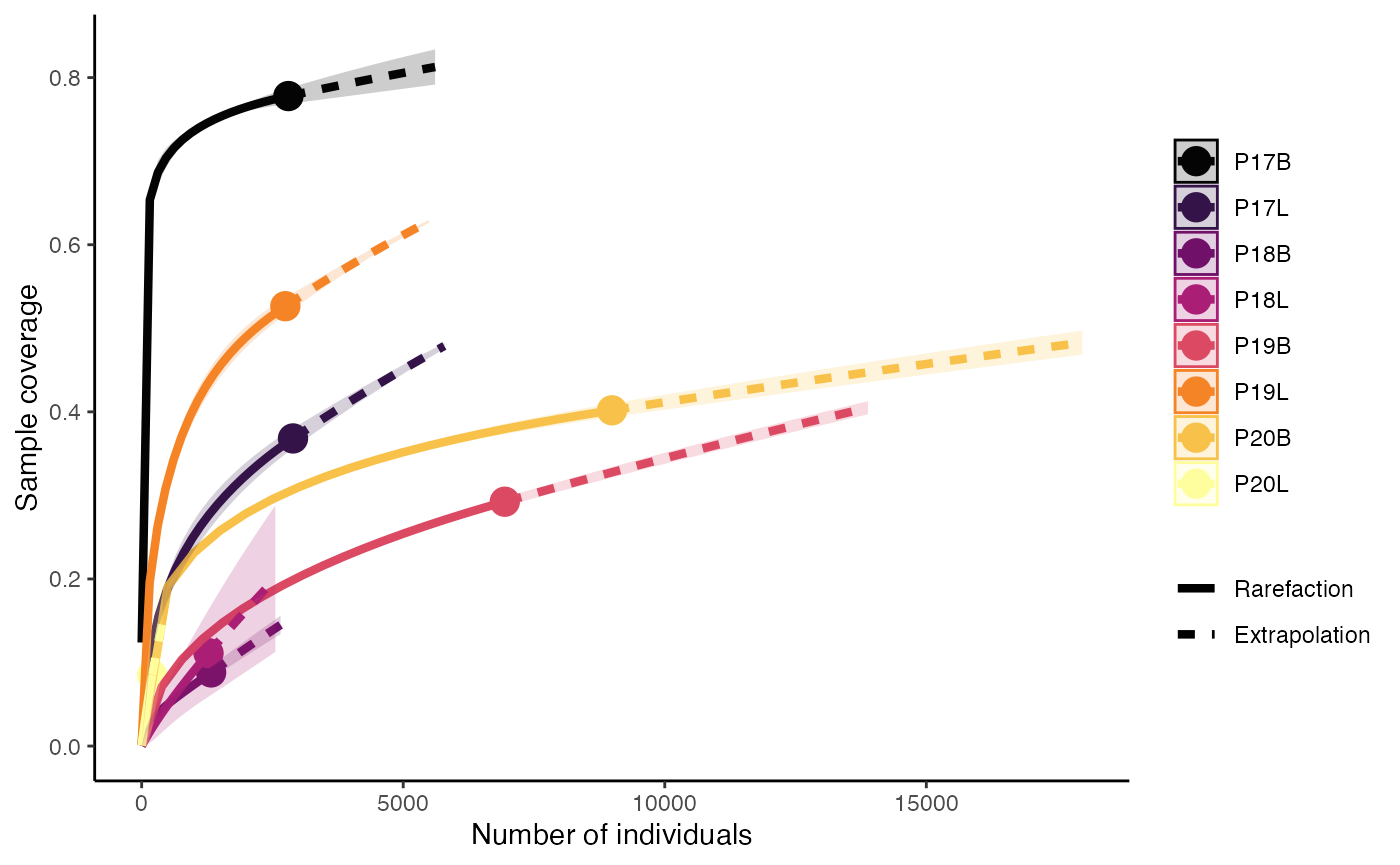 Sample coverage
0.8
0.6
0.4
0.2
0.0
0
5000
10000
15000
Number of individuals
P17B
P17L
P18B
P18L
P19B
P19L
P20B
P20L
Rarefaction
Extrapolation